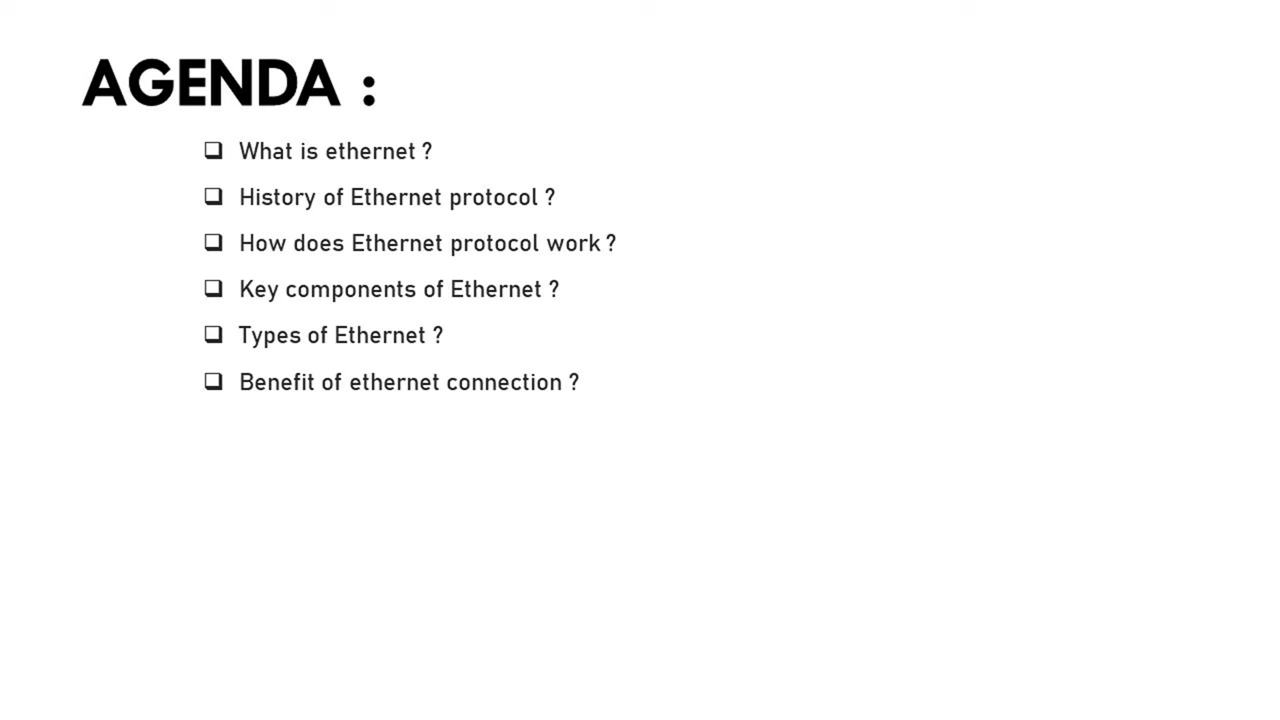 AGENDA :
❑ What is ethernet ?
❑ History of Ethernet protocol ?
❑ How does Ethernet protocol work ?
❑ Key components of Ethernet ?
❑ Types of Ethernet ?
❑ Benefit of ethernet connection ?